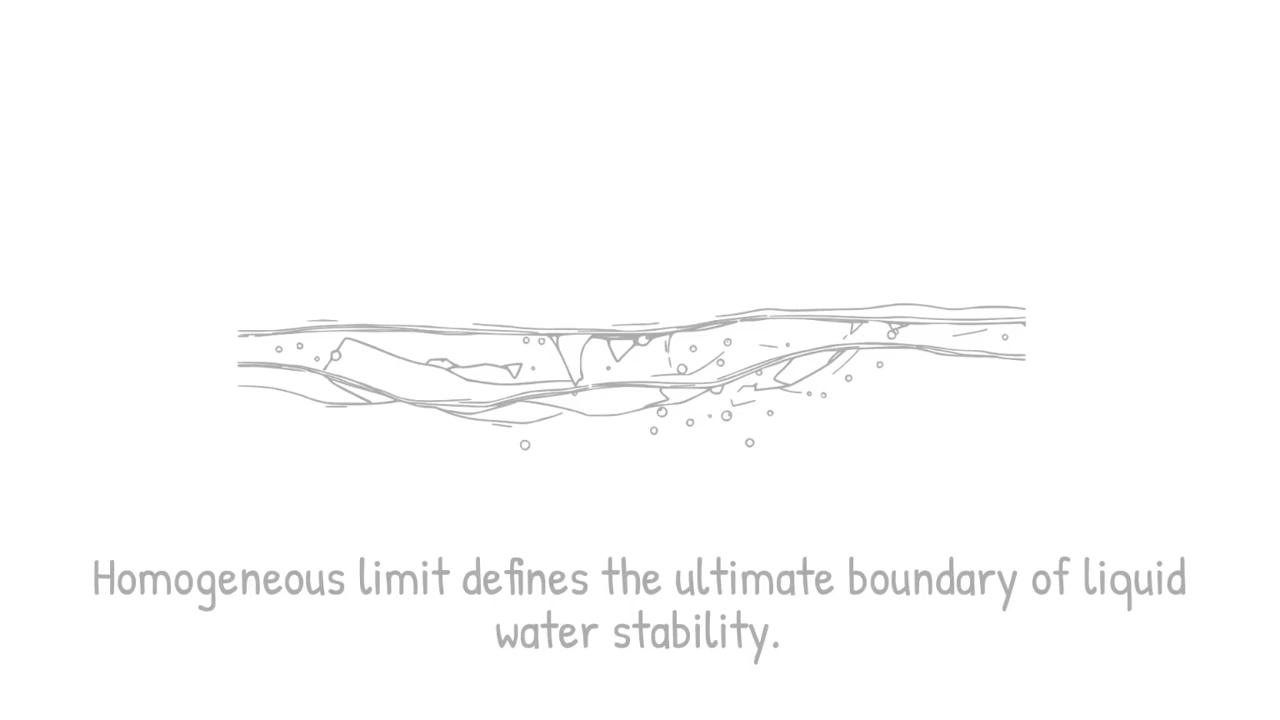 Homogeneous limit defines the ultimate boundary of liquid
water stability.